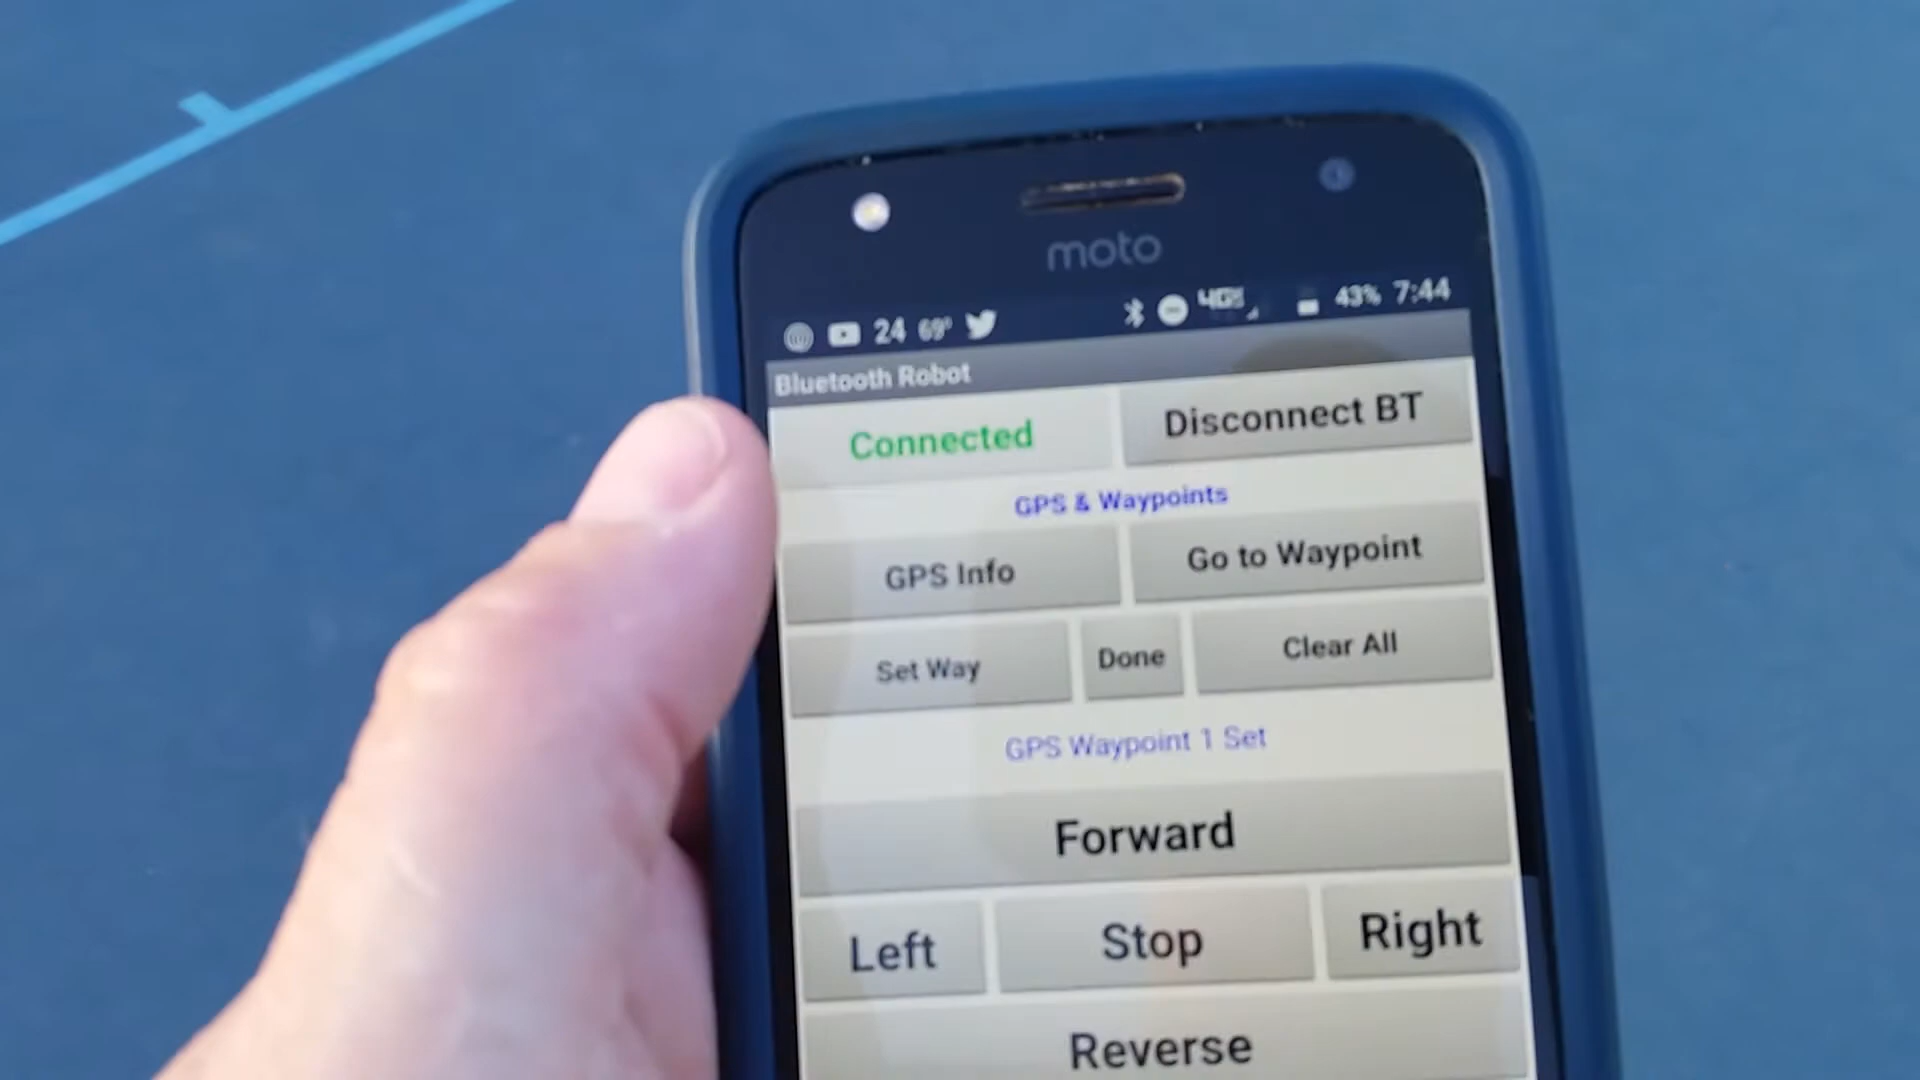 moto
24 69° 43% 7:44
Bluetooth Robot
Connected Disconnect BT
GPS & Waypoints
GPS Info Go to Waypoint
Set Way Done Clear All
GPS Waypoint 1 Set
Forward
Left Stop Right
Reverse